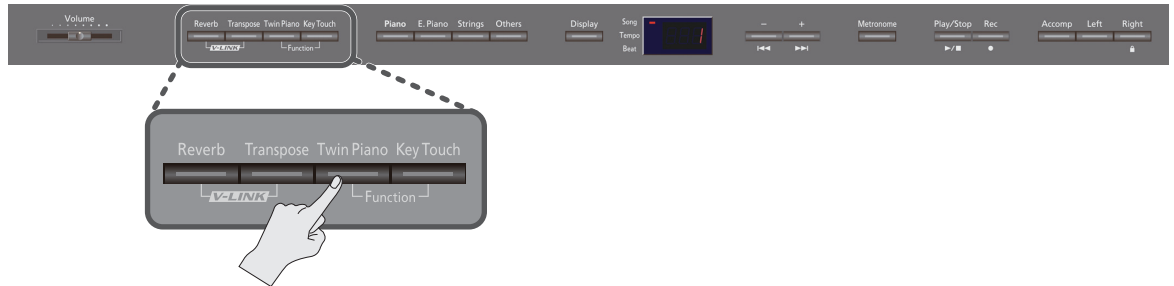 Volume
Reverb Transpose Twin Piano Key Touch
V-LINK Function
Piano E. Piano Strings Others
Display
Song
Tempo
Beat
1
- +
Metronome
Play/Stop Rec
Accomp Left Right
Reverb Transpose Twin Piano Key Touch
V-LINK Function